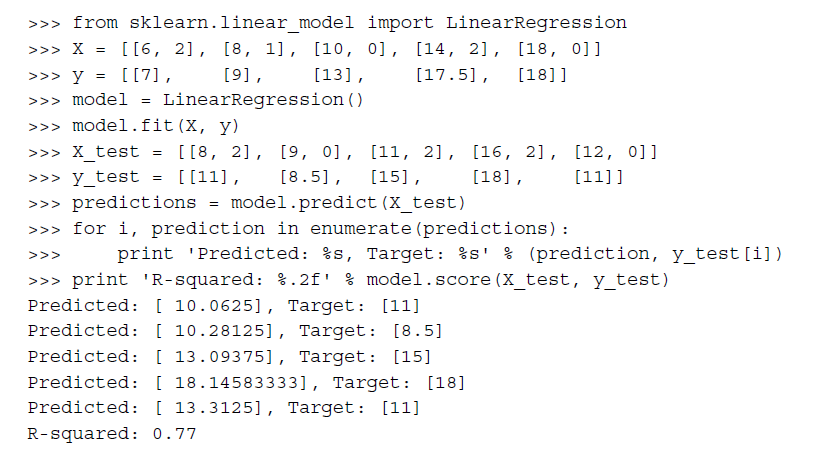 >>> from sklearn.linear_model import LinearRegression
>>> X = [[6, 2], [8, 1], [10, 0], [14, 2], [18, 0]]
>>> y = [[7],    [9],    [13],    [17.5],  [18]]
>>> model = LinearRegression()
>>> model.fit(X, y)
>>> X_test = [[8, 2], [9, 0], [11, 2], [16, 2], [12, 0]]
>>> y_test = [[11],   [8.5],  [15],    [18],    [11]]
>>> predictions = model.predict(X_test)
>>> for i, prediction in enumerate(predictions):
>>>     print 'Predicted: %s, Target: %s' % (prediction, y_test[i])
>>> print 'R-squared: %.2f' % model.score(X_test, y_test)
Predicted: [ 10.0625], Target: [11]
Predicted: [ 10.28125], Target: [8.5]
Predicted: [ 13.09375], Target: [15]
Predicted: [ 18.14583333], Target: [18]
Predicted: [ 13.3125], Target: [11]
R-squared: 0.77